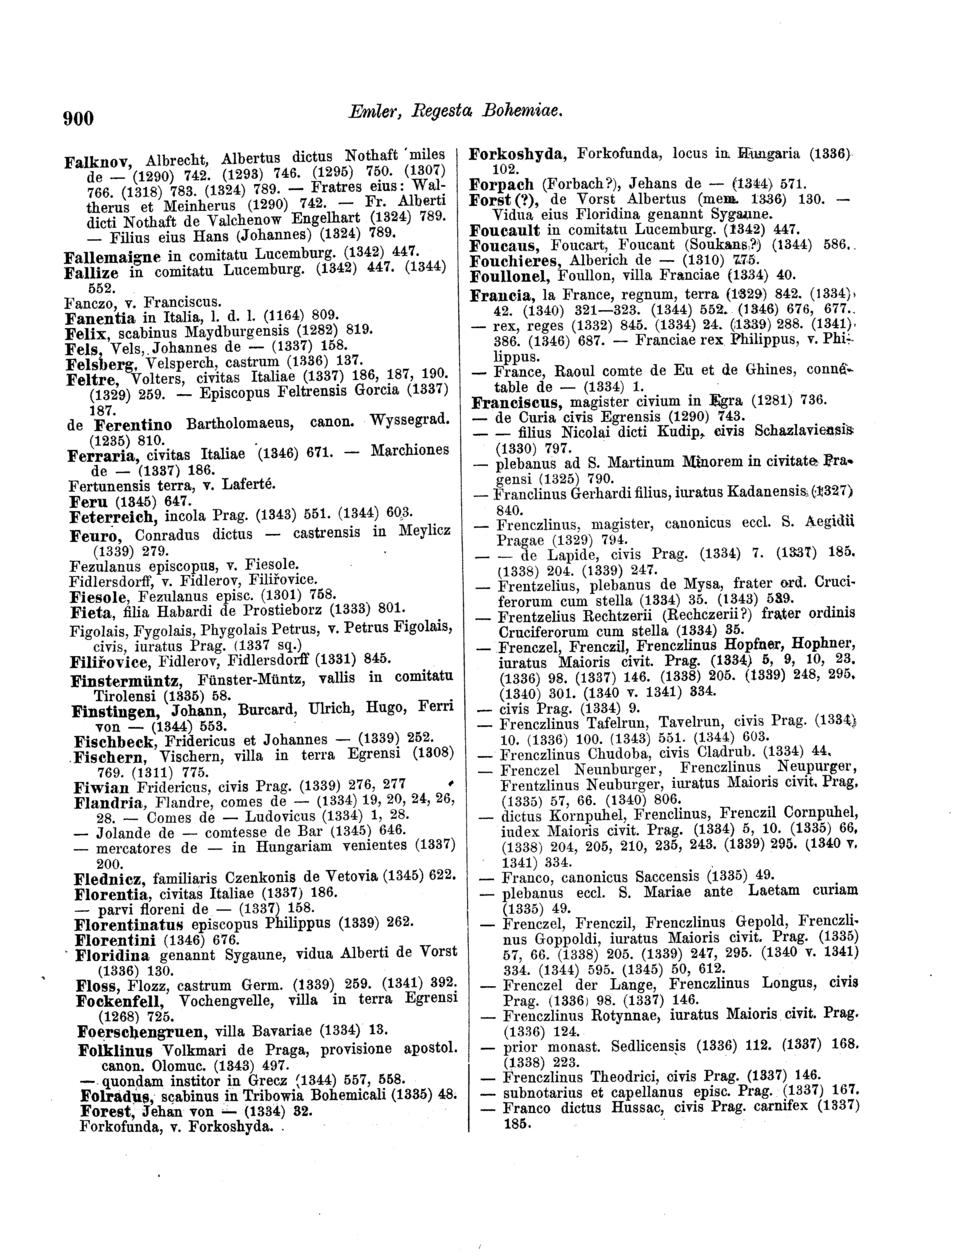 900
Emler, Regesta Bohemiae.
Falknov, Albrecht, Albertus dictus Nothaft miles
de — (1290) 742. (1293) 746. (1295) 750. (1307)
766. (1318) 783. (1324) 789. — Fratres eius: Wal-
therus et Meinherus (1290) 742. — Fr. Alberti
dicti Nothaft de Valchenow Engelhart (1324) 789.
— Filius eius Hans (Johannes) (1324) 789.
Fallemaigne in comitatu Lucemburg. (1342) 447.
Fallize in comitatu Lucemburg. (1342) 447. (1344)
552.
Fanczo, v. Franciscus.
Fanentia in Italia, l. d. l. (1164) 809.
Felix, scabinus Maydburgensis (1282) 819.
Fels, Vels, Johannes de — (1337) 158.
Felsberg, Velsperch, castrum (1336) 137.
Feltre, Volters, civitas Italiae (1337) 186, 187, 190.
(1329) 259. — Episcopus Feltrensis Gorcia (1337)
187.
de Ferentino Bartholomaeus, canon. Wyssegrad.
(1235) 810.
Ferraria, civitas Italiae (1346) 671. — Marchiones
de — (1337) 186.
Fertunensis terra, v. Laferté.
Feru (1345) 647.
Feterreich, incola Prag. (1343) 551. (1344) 603.
Feuro, Conradus dictus — castrensis in Meylicz
(1339) 279.
Fezulanus episcopus, v. Fiesole.
Fidlersdorff, v. Fidlerov, Filiřovice.
Fiesole, Fezulanus episc. (1301) 758.
Fieta, filia Habardi de Prostieborz (1333) 801.
Figolais, Fygolais, Phygolais Petrus, v. Petrus Figolais,
civis, iuratus Prag. (1337 sq.)
Filiřovice, Fidlerov, Fidlersdorff (1331) 845.
Finstermüntz, Fünster-Müntz, vallis in comitatu
Tirolensi (1335) 58.
Finstingen, Johann, Burcard, Ulrich, Hugo, Ferri
von — (1344) 553.
Fischbeck, Fridericus et Johannes — (1339) 252.
Fischern, Vischern, villa in terra Egrensi (1308)
769. (1311) 775.
Fiwian Fridericus, civis Prag. (1339) 276, 277
Flandria, Flandre, comes de — (1334) 19, 20, 24, 26,
28. — Comes de — Ludovicus (1334) 1, 28.
— Jolande de — comtesse de Bar (1345) 646.
— mercatores de — in Hungariam venientes (1337)
200.
Flednicz, familiaris Czenkonis de Vetovia (1345) 622.
Florentia, civitas Italiae (1337) 186.
— parvi floreni de — (1337) 158.
Florentinatus episcopus Philippus (1339) 262.
Florentini (1346) 676.
Floridina genannt Sygaune, vidua Alberti de Vorst
(1336) 130.
Floss, Flozz, castrum Germ. (1339) 259. (1341) 392.
Fockenfell, Vochengvelle, villa in terra Egrensi
(1268) 725.
Foerschengruen, villa Bavariae (1334) 13.
Folklinus Volkmari de Praga, provisione apostol.
canon. Olomuc. (1343) 497.
— quondam institor in Grecz (1344) 557, 558.
Folradus, scabinus in Tribowia Bohemicali (1335) 48.
Forest, Jehan von — (1334) 32.
Forkofunda, v. Forkoshyda.
Forkoshyda, Forkofunda, locus in Hungaria (1336)
102.
Forpach (Forbach?), Jehans de — (1344) 571.
Forst (?), de Vorst Albertus (mem. 1336) 130. —
Vidua eius Floridina genannt Sygaune.
Foucault in comitatu Lucemburg. (1342) 447.
Foucaus, Foucart, Foucant (Soukans?) (1344) 586.
Fouchieres, Alberich de — (1310) 775.
Foullonel, Foullon, villa Franciae (1334) 40.
Francia, la France, regnum, terra (1329) 842. (1334)
42. (1340) 321—323. (1344) 552. (1346) 676, 677.
— rex, reges (1332) 845. (1334) 24. (1339) 288. (1341)
386. (1346) 687. — Franciae rex Philippus, v. Phi-
lippus.
— France, Raoul comte de Eu et de Ghines, conné-
table de — (1334) 1.
Franciscus, magister civium in Egra (1281) 736.
— de Curia civis Egrensis (1290) 743.
— — filius Nicolai dicti Kudip, civis Schazlaviensis
(1330) 797.
— plebanus ad S. Martinum Minorem in civitate Pra-
gensi (1325) 790.
— Franclinus Gerhardi filius, iuratus Kadanensis (1327)
840.
— Frenczlinus, magister, canonicus eccl. S. Aegidii
Pragae (1329) 794.
— — de Lapide, civis Prag. (1334) 7. (1337) 185.
(1338) 204. (1339) 247.
— Frentzelius, plebanus de Mysa, frater ord. Cruci-
ferorum cum stella (1334) 35. (1343) 539.
— Frentzelius Rechtzerii (Rechczerii?) frater ordinis
Cruciferorum cum stella (1334) 35.
— Frenczel, Frenczil, Frenczlinus Hopfner, Hophner,
iuratus Maioris civit. Prag. (1334) 5, 9, 10, 23.
(1336) 98. (1337) 146. (1338) 205. (1339) 248, 295.
(1340) 301. (1340 v. 1341) 334.
— civis Prag. (1334) 9.
— Frenczlinus Tafelrun, Tavelrun, civis Prag. (1334)
10. (1336) 100. (1343) 551. (1344) 603.
— Frenczlinus Chudoba, civis Cladrub. (1334) 44.
— Frenczel Neunburger, Frenczlinus Neupurger,
Frentzlinus Neuburger, iuratus Maioris civit. Prag.
(1335) 57, 66. (1340) 806.
— dictus Kornpuhel, Frenclinus, Frenczil Cornpuhel,
iudex Maioris civit. Prag. (1334) 5, 10. (1335) 66.
(1338) 204, 205, 210, 235, 243. (1339) 295. (1340 v.
1341) 334.
— Franco, canonicus Saccensis (1335) 49.
— plebanus eccl. S. Mariae ante Laetam curiam
(1335) 49.
— Frenczel, Frenczil, Frenczlinus Gepold, Frenczli-
nus Goppoldi, iuratus Maioris civit. Prag. (1335)
57, 66. (1338) 205. (1339) 247, 295. (1340 v. 1341)
334. (1344) 595. (1345) 50, 612.
— Frenczel der Lange, Frenczlinus Longus, civis
Prag. (1336) 98. (1337) 146.
— Frenczlinus Rotynnae, iuratus Maioris civit. Prag.
(1336) 124.
— prior monast. Sedlicensis (1336) 112. (1337) 168.
(1338) 223.
— Frenczlinus Theodrici, civis Prag. (1337) 146.
— subnotarius et capellanus episc. Prag. (1337) 167.
— Franco dictus Hussac, civis Prag. carnifex (1337)
185.